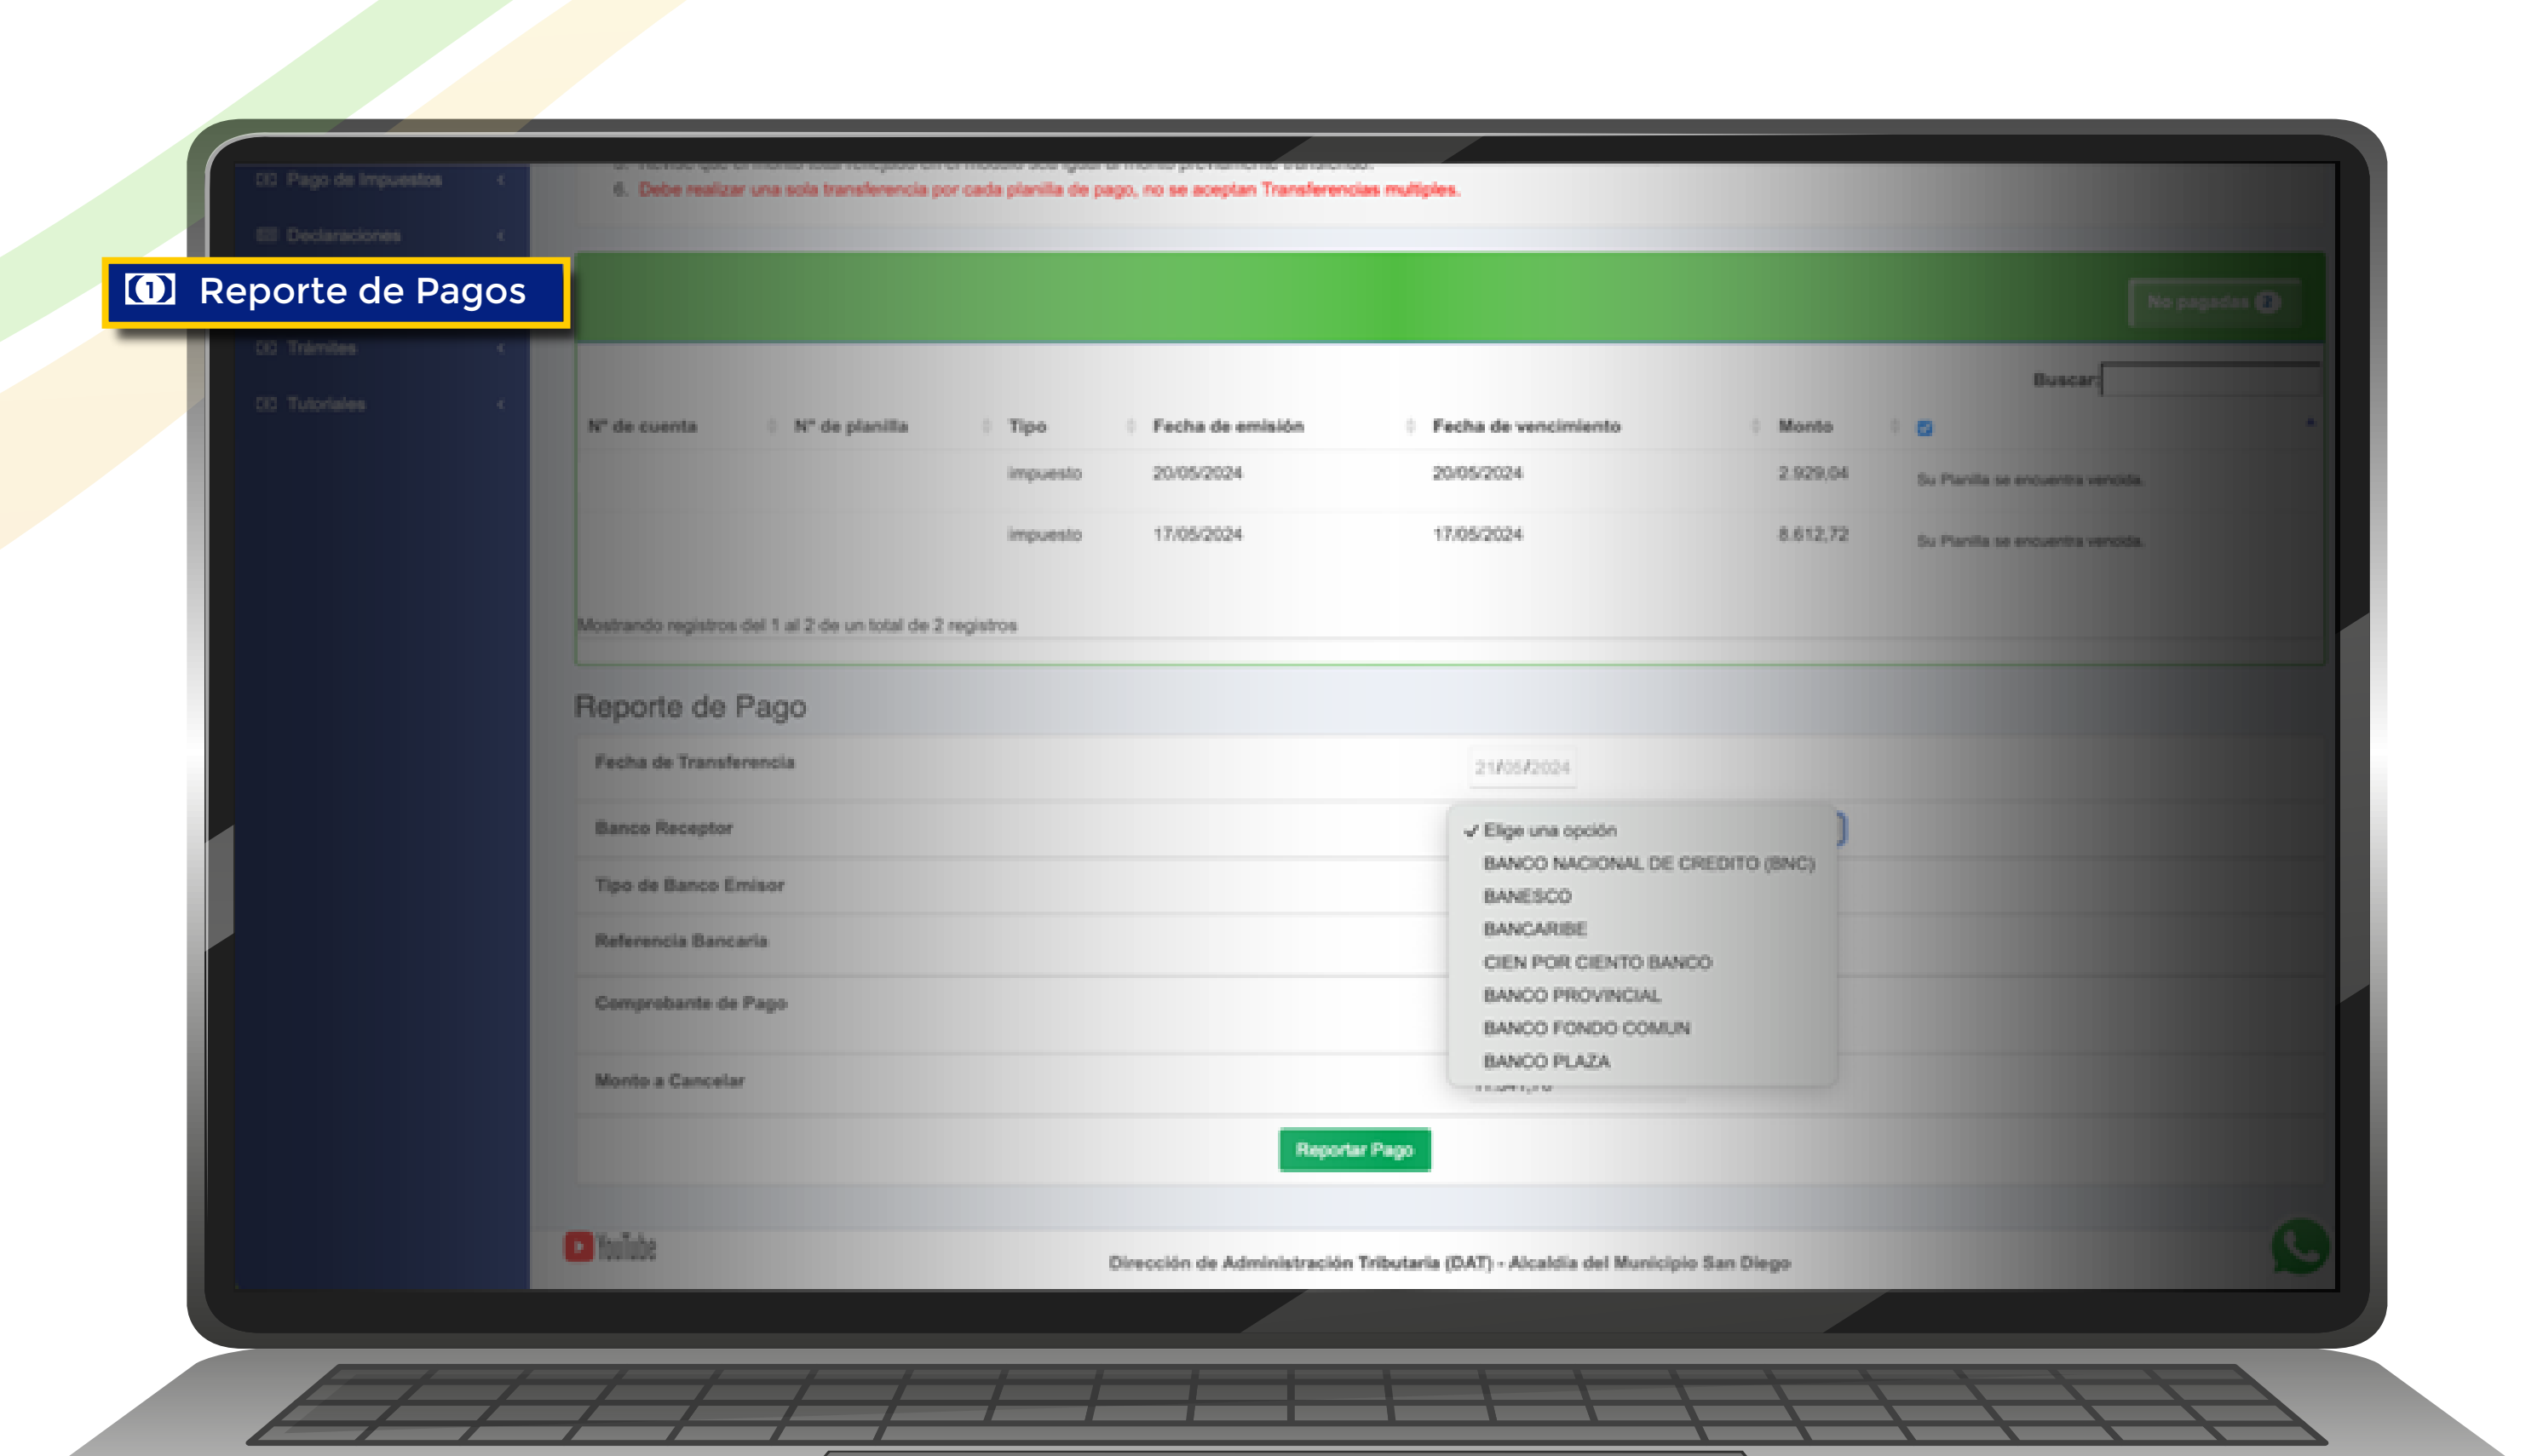 Pago de Impuestos
6. Debe realizar una sola transferencia por cada planilla de pago, no se aceptan Transferencias multiples.
Declaraciones
Reporte de Pagos
No pagadas 2
Trámites
Buscar:
Tutoriales
N° de cuenta N° de planilla Tipo Fecha de emisión Fecha de vencimiento Monto
impuesto 20/05/2024 20/05/2024 2.929,04 Su Planilla se encuentra vencida.
impuesto 17/05/2024 17/05/2024 8.612,72 Su Planilla se encuentra vencida.
Mostrando registros del 1 al 2 de un total de 2 registros
Reporte de Pago
Fecha de Transferencia 21/05/2024
Banco Receptor
✓ Elige una opción
BANCO NACIONAL DE CREDITO (BNC)
BANESCO
BANCARIBE
CIEN POR CIENTO BANCO
BANCO PROVINCIAL
BANCO FONDO COMUN
BANCO PLAZA
Tipo de Banco Emisor
Referencia Bancaria
Comprobante de Pago
Monto a Cancelar
Reportar Pago
YouTube
Dirección de Administración Tributaria (DAT) - Alcaldía del Municipio San Diego